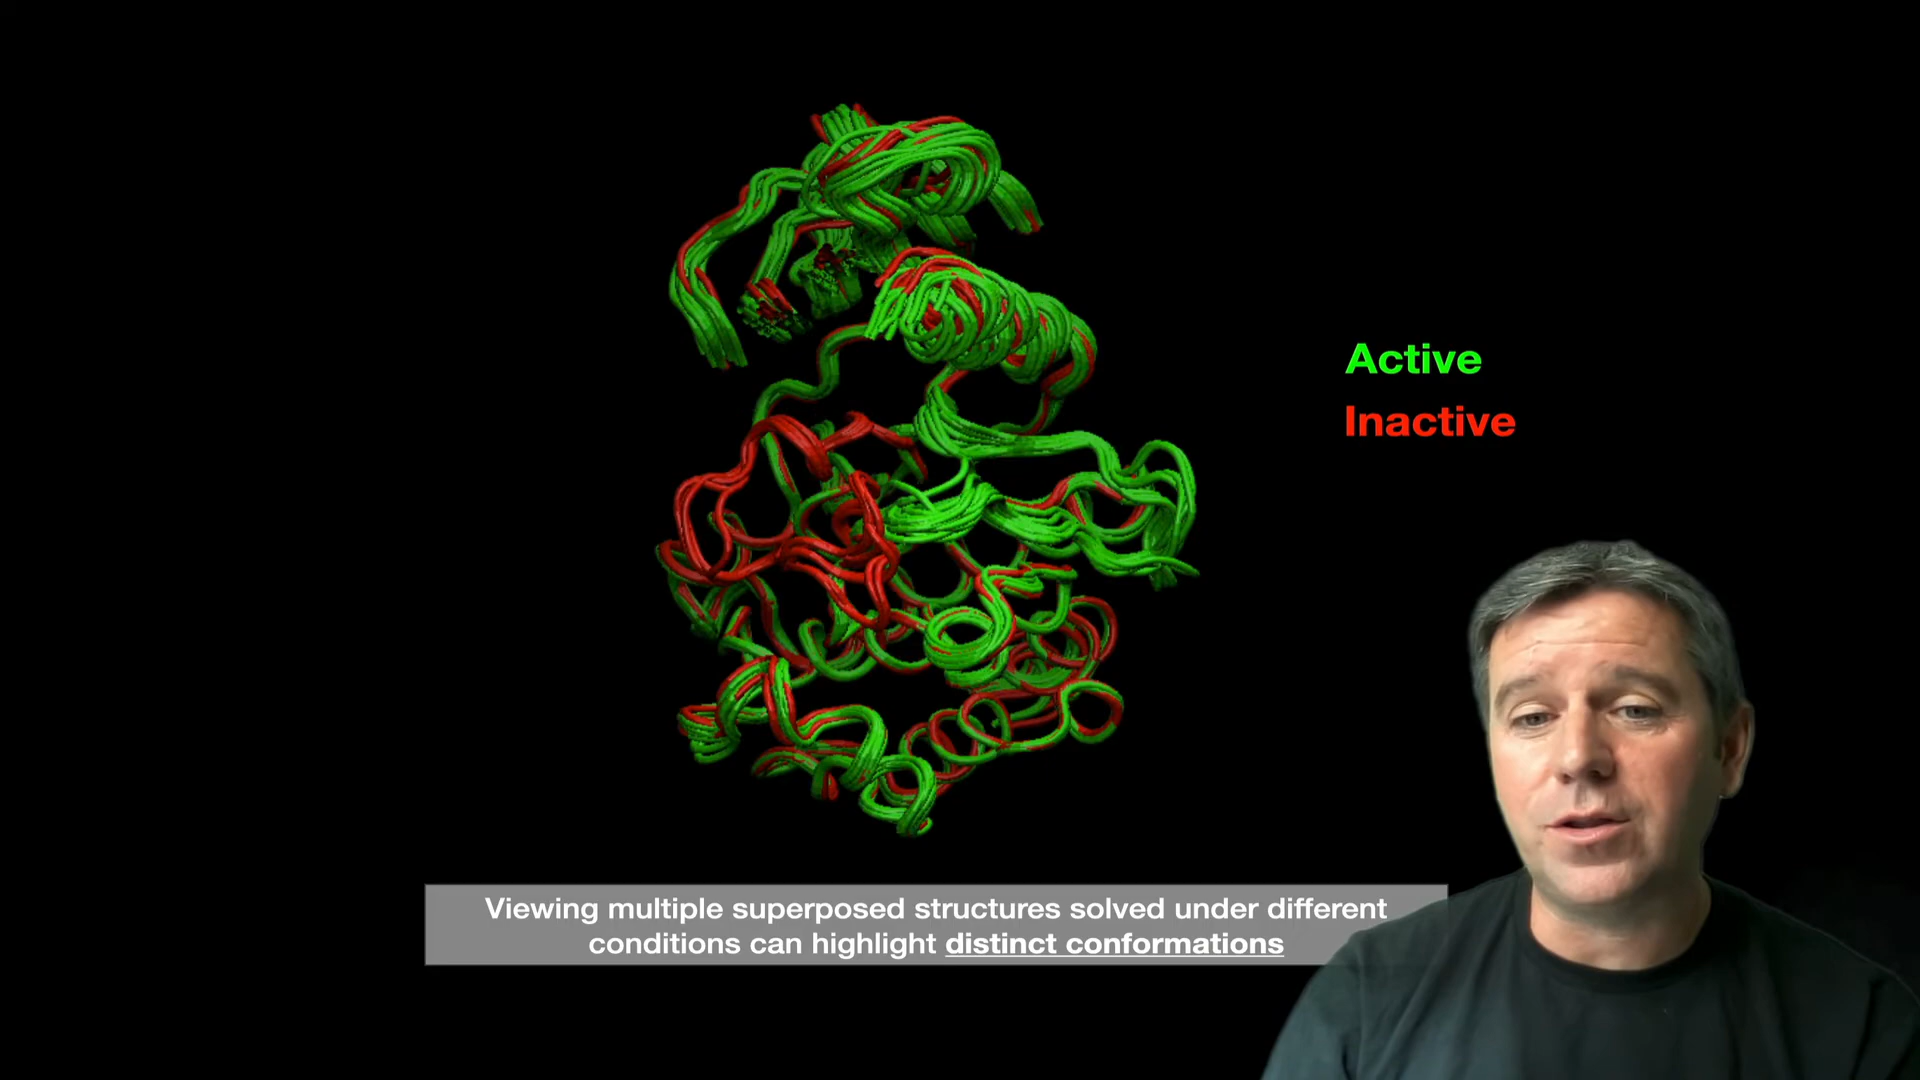 Active
Inactive
Viewing multiple superposed structures solved under different
conditions can highlight distinct conformations